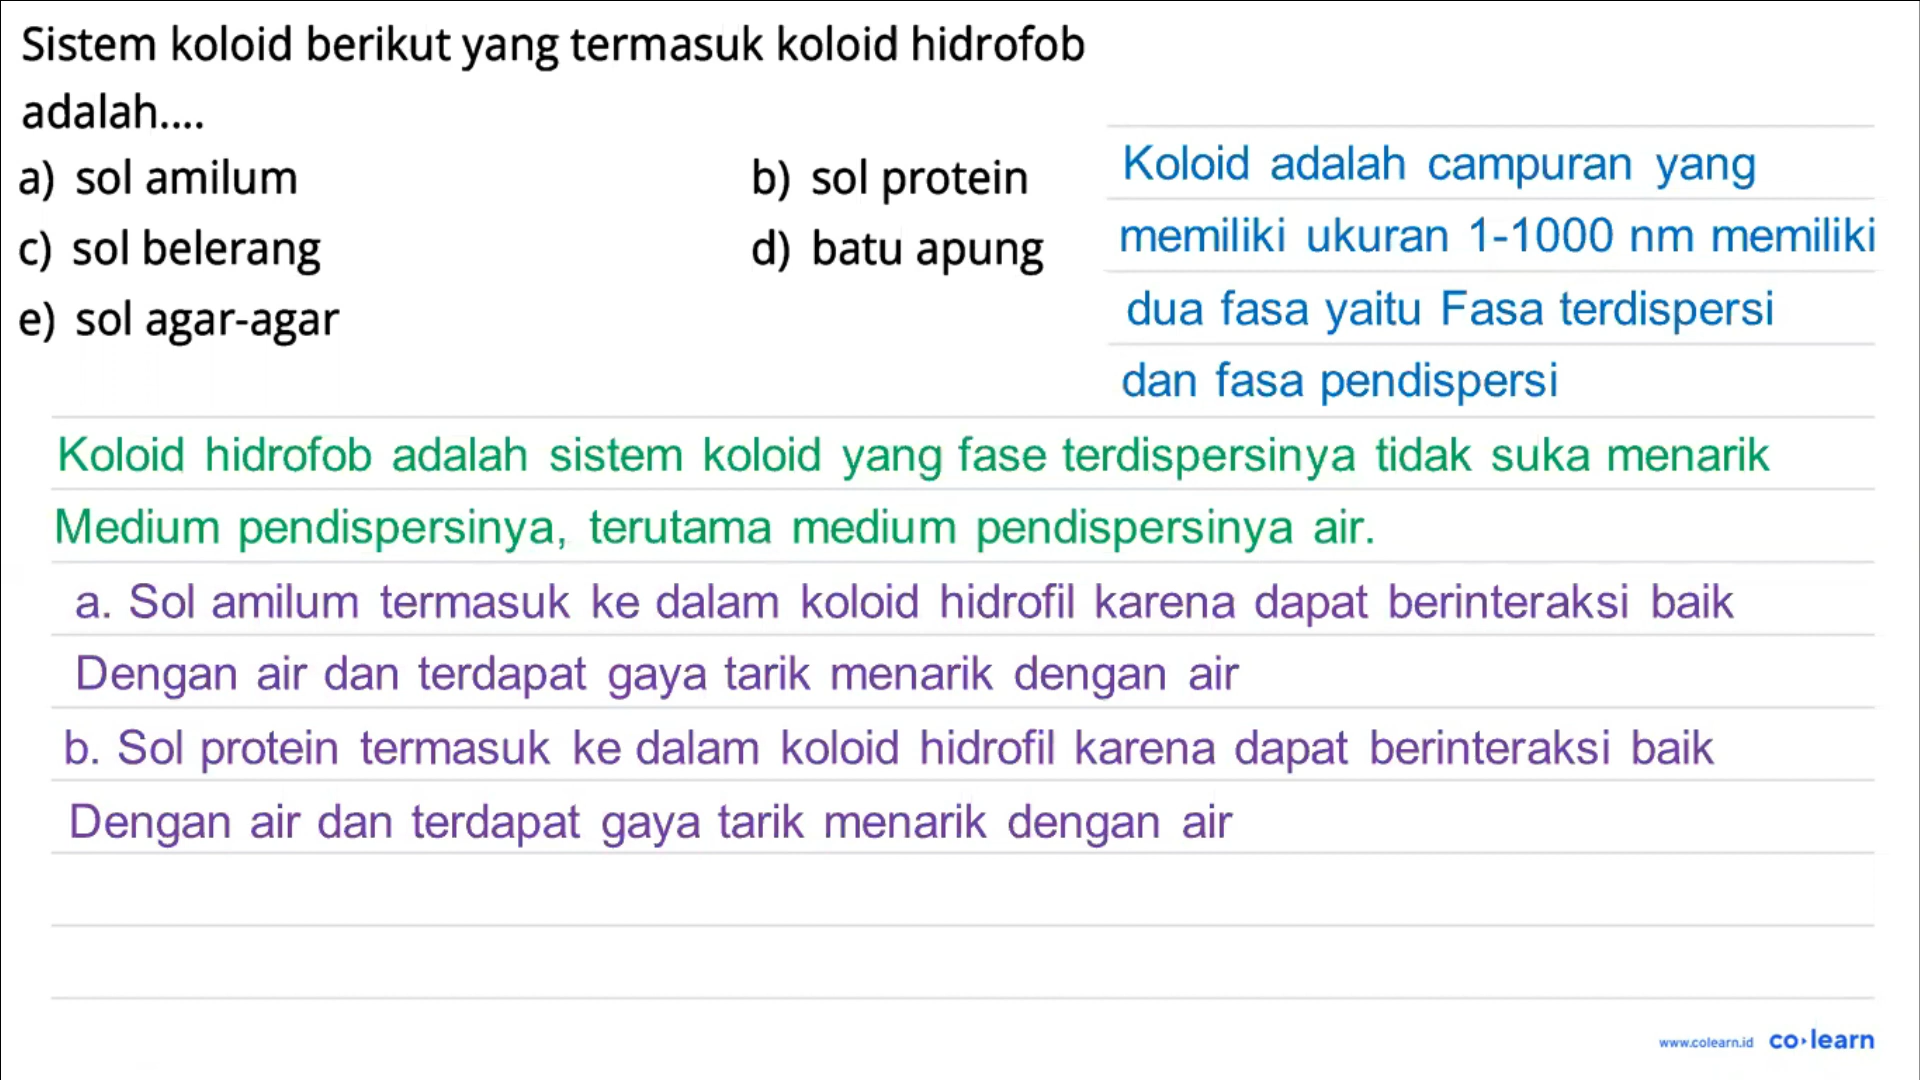 Sistem koloid berikut yang termasuk koloid hidrofob
adalah....
a) sol amilum
b) sol protein
c) sol belerang
d) batu apung
e) sol agar-agar
Koloid adalah campuran yang
memiliki ukuran 1-1000 nm memiliki
dua fasa yaitu Fasa terdispersi
dan fasa pendispersi
Koloid hidrofob adalah sistem koloid yang fase terdispersinya tidak suka menarik
Medium pendispersinya, terutama medium pendispersinya air.
a. Sol amilum termasuk ke dalam koloid hidrofil karena dapat berinteraksi baik
Dengan air dan terdapat gaya tarik menarik dengan air
b. Sol protein termasuk ke dalam koloid hidrofil karena dapat berinteraksi baik
Dengan air dan terdapat gaya tarik menarik dengan air
www.colearn.id co·learn